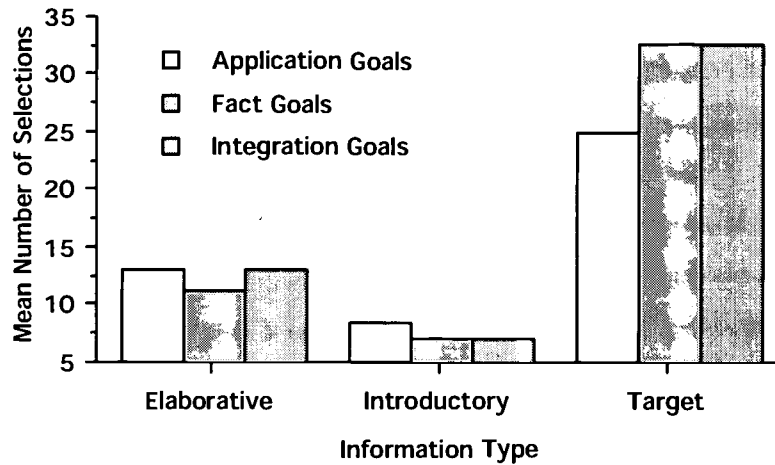 Mean Number of Selections
35
33
25
20
15
10
5
Application Goals
Fact Goals
Integration Goals
Elaborative
Introductory
Target
Information Type